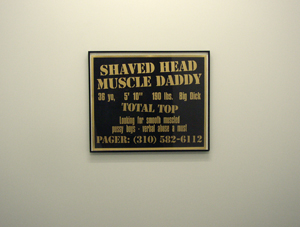 SHAVED HEAD
MUSCLE DADDY
36 yo, 5' 10" 190 lbs. Big Dick
TOTAL TOP
Looking for smooth muscled
pussy boys - verbal abuse a must
PAGER: (310) 582-6112